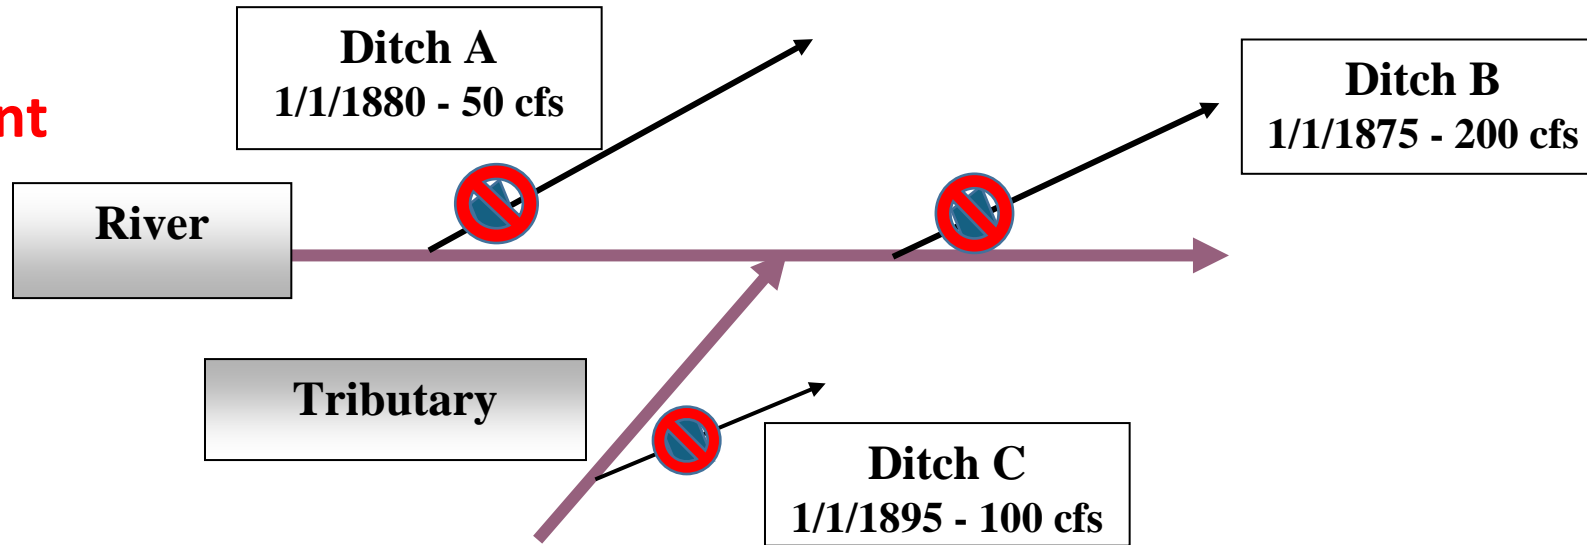 Ditch A
1/1/1880 - 50 cfs
Ditch B
1/1/1875 - 200 cfs
nt
River
Tributary
Ditch C
1/1/1895 - 100 cfs